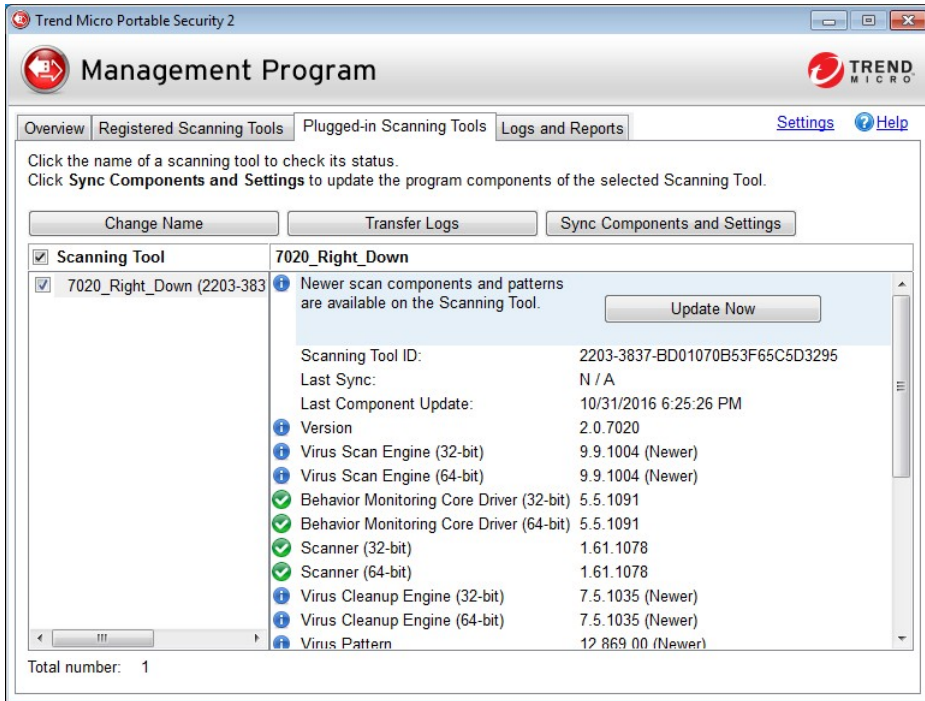 Trend Micro Portable Security 2
Management Program
TREND
MICRO
Overview
Registered Scanning Tools
Plugged-in Scanning Tools
Logs and Reports
Settings
Help
Click the name of a scanning tool to check its status.
Click Sync Components and Settings to update the program components of the selected Scanning Tool.
Change Name
Transfer Logs
Sync Components and Settings
Scanning Tool
7020_Right_Down
7020_Right_Down (2203-383
Newer scan components and patterns
are available on the Scanning Tool.
Update Now
Scanning Tool ID: 2203-3837-BD01070B53F65C5D3295
Last Sync: N / A
Last Component Update: 10/31/2016 6:25:26 PM
Version 2.0.7020
Virus Scan Engine (32-bit) 9.9.1004 (Newer)
Virus Scan Engine (64-bit) 9.9.1004 (Newer)
Behavior Monitoring Core Driver (32-bit) 5.5.1091
Behavior Monitoring Core Driver (64-bit) 5.5.1091
Scanner (32-bit) 1.61.1078
Scanner (64-bit) 1.61.1078
Virus Cleanup Engine (32-bit) 7.5.1035 (Newer)
Virus Cleanup Engine (64-bit) 7.5.1035 (Newer)
Virus Pattern 12.869.00 (Newer)
Total number: 1